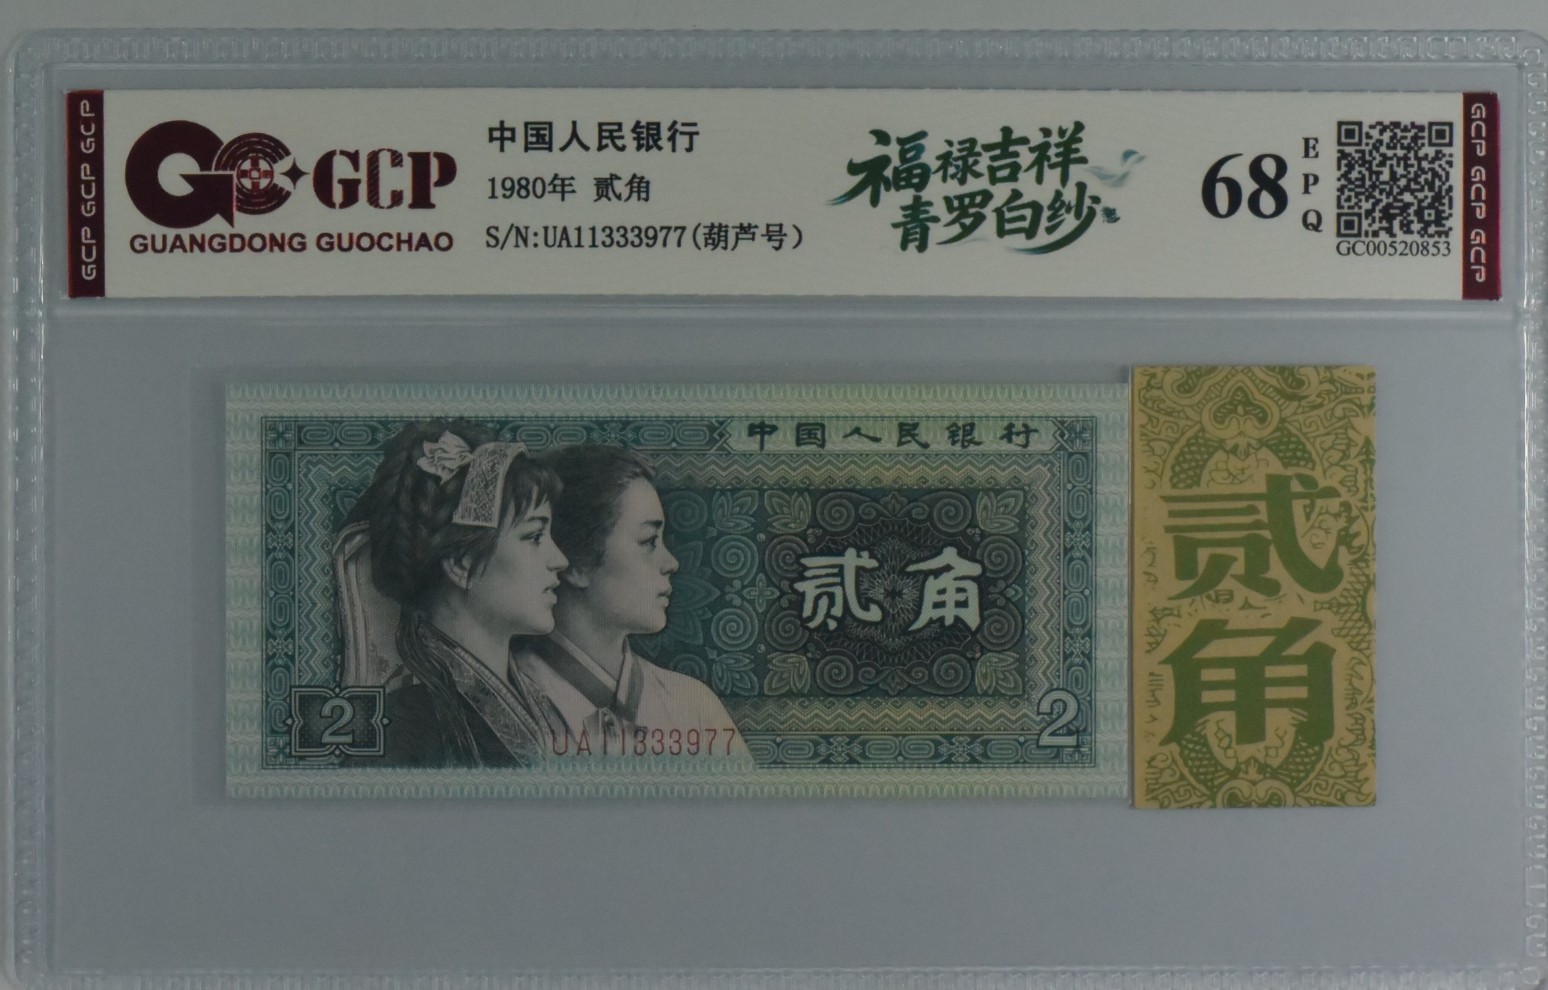 GCP GCP GCP
GCP
GUANGDONG GUOCHAO
中国人民银行
1980年 贰角
S/N:UA11333977(葫芦号)
福禄吉祥
青罗白纱
68
EPQ
GC00520853
GCP GCP GCP
中国人民银行
贰角
2
2
UA11333977
贰角